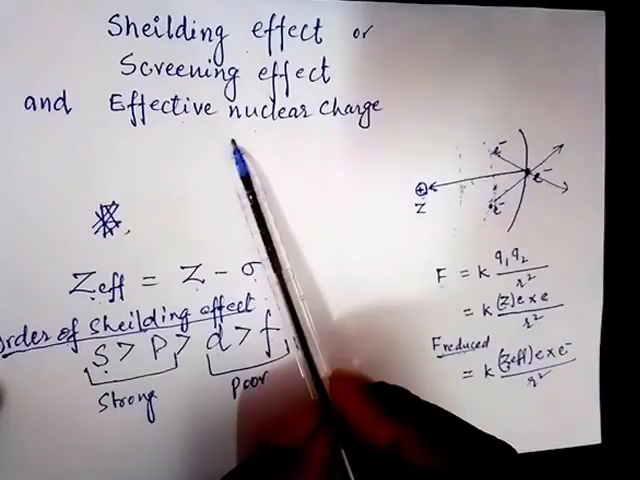 Sheilding effect or
Screening effect
and Effective nuclear charge
Zeff = Z - σ
Order of Sheilding effect
S > P > d > f
Strong
Poor
e⁻
e⁻
e⁻
⊕
Z
F = k q₁q₂/r²
= k (z)e x e/r²
Freduced
= k (Zeff)e x e⁻/r²